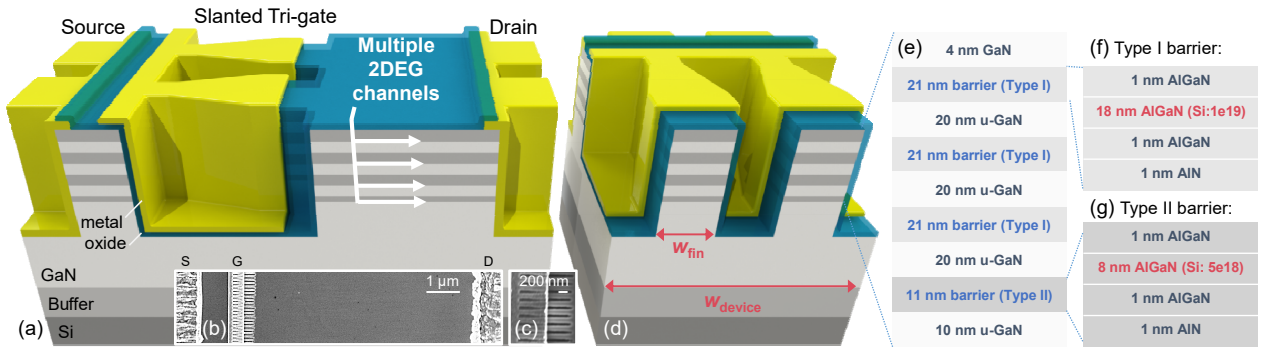 Slanted Tri-gate
Source
Drain
Multiple
2DEG
channels
metal
oxide
GaN
Buffer
Si
(a)
S
G
D
(b)
1 μm
200 nm
(c)
(d)
w fin
w device
(e)
4 nm GaN
21 nm barrier (Type I)
20 nm u-GaN
21 nm barrier (Type I)
20 nm u-GaN
21 nm barrier (Type I)
20 nm u-GaN
11 nm barrier (Type II)
10 nm u-GaN
(f) Type I barrier:
1 nm AlGaN
18 nm AlGaN (Si:1e19)
1 nm AlGaN
1 nm AlN
(g) Type II barrier:
1 nm AlGaN
8 nm AlGaN (Si: 5e18)
1 nm AlGaN
1 nm AlN